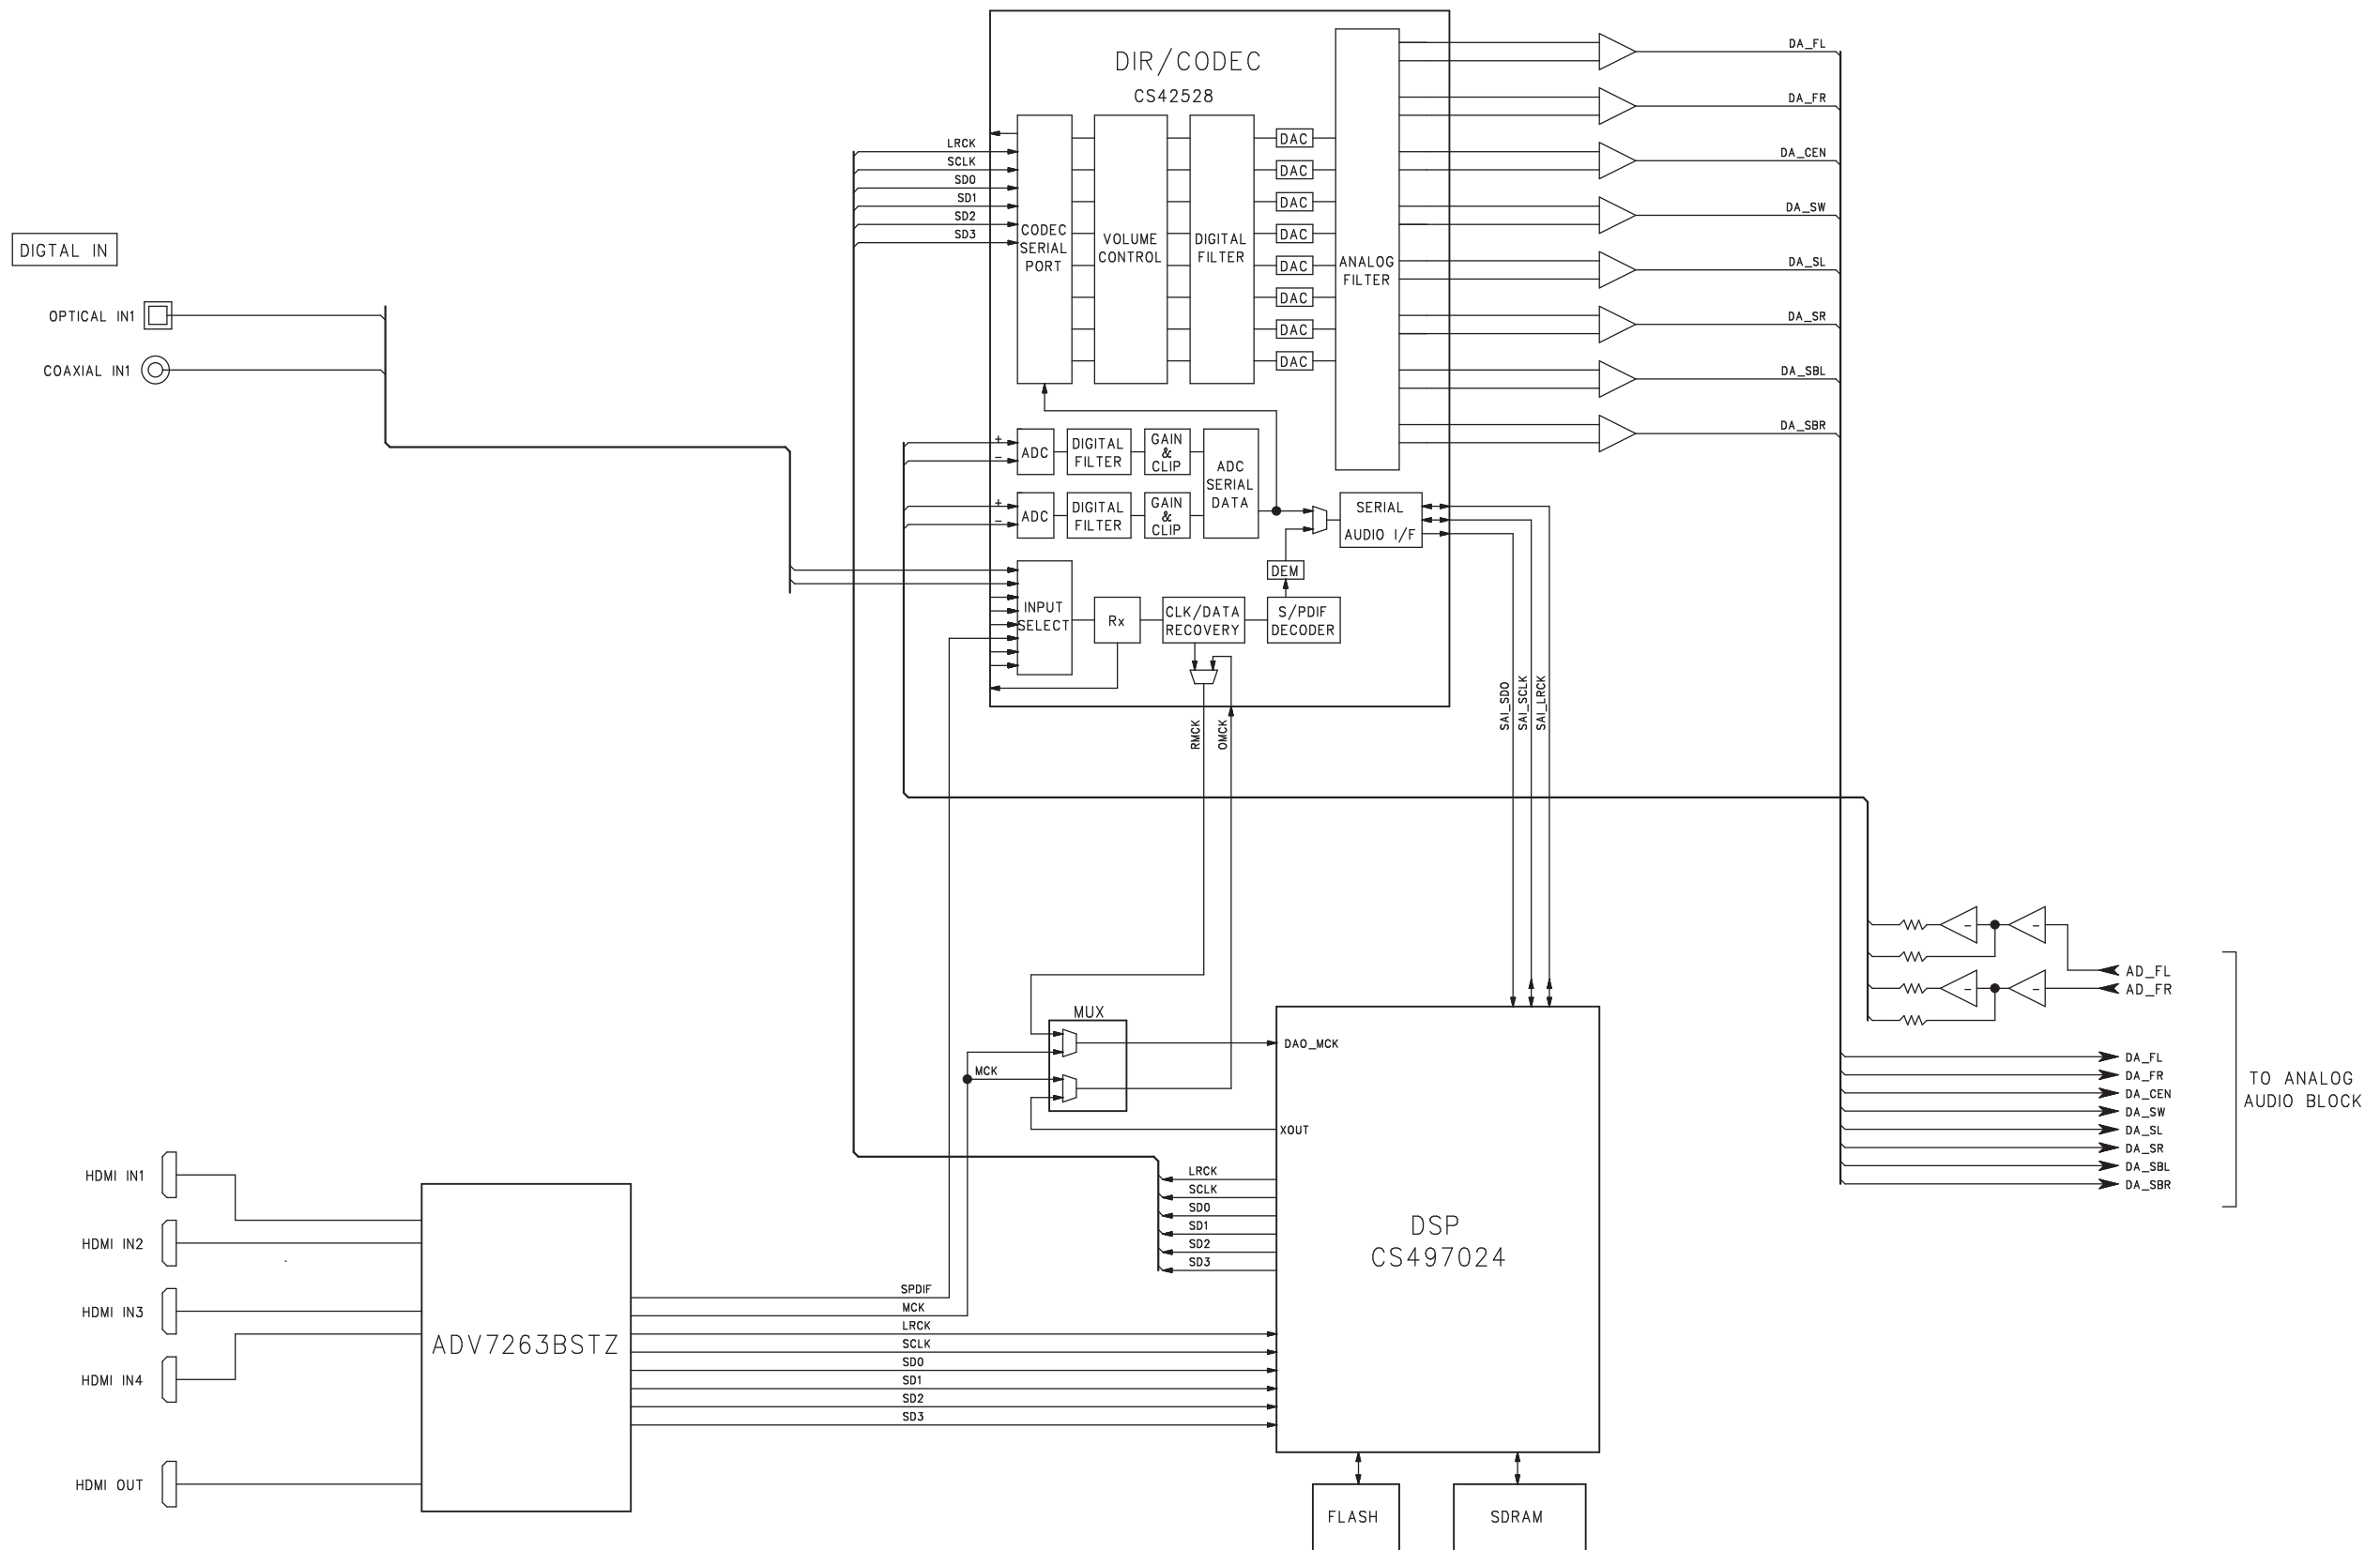 DIR/CODEC
CS42528
LRCK
SCLK
SD0
SD1
SD2
SD3
CODEC
SERIAL
PORT
VOLUME
CONTROL
DIGITAL
FILTER
DAC
DAC
DAC
DAC
DAC
DAC
DAC
DAC
ANALOG
FILTER
DA_FL
DA_FR
DA_CEN
DA_SW
DA_SL
DA_SR
DA_SBL
DA_SBR
DIGTAL IN
OPTICAL IN1
COAXIAL IN1
+
-
ADC
DIGITAL
FILTER
GAIN
&
CLIP
+
-
ADC
DIGITAL
FILTER
GAIN
&
CLIP
ADC
SERIAL
DATA
SERIAL
AUDIO I/F
DEM
INPUT
SELECT
Rx
CLK/DATA
RECOVERY
S/PDIF
DECODER
RMCK
OMCK
SAI_SDO
SAI_SCLK
SAI_LRCK
AD_FL
AD_FR
DA_FL
DA_FR
DA_CEN
DA_SW
DA_SL
DA_SR
DA_SBL
DA_SBR
TO ANALOG
AUDIO BLOCK
MUX
MCK
DAO_MCK
XOUT
LRCK
SCLK
SD0
SD1
SD2
SD3
DSP
CS497024
HDMI IN1
HDMI IN2
HDMI IN3
HDMI IN4
HDMI OUT
ADV7263BSTZ
SPDIF
MCK
LRCK
SCLK
SD0
SD1
SD2
SD3
FLASH
SDRAM